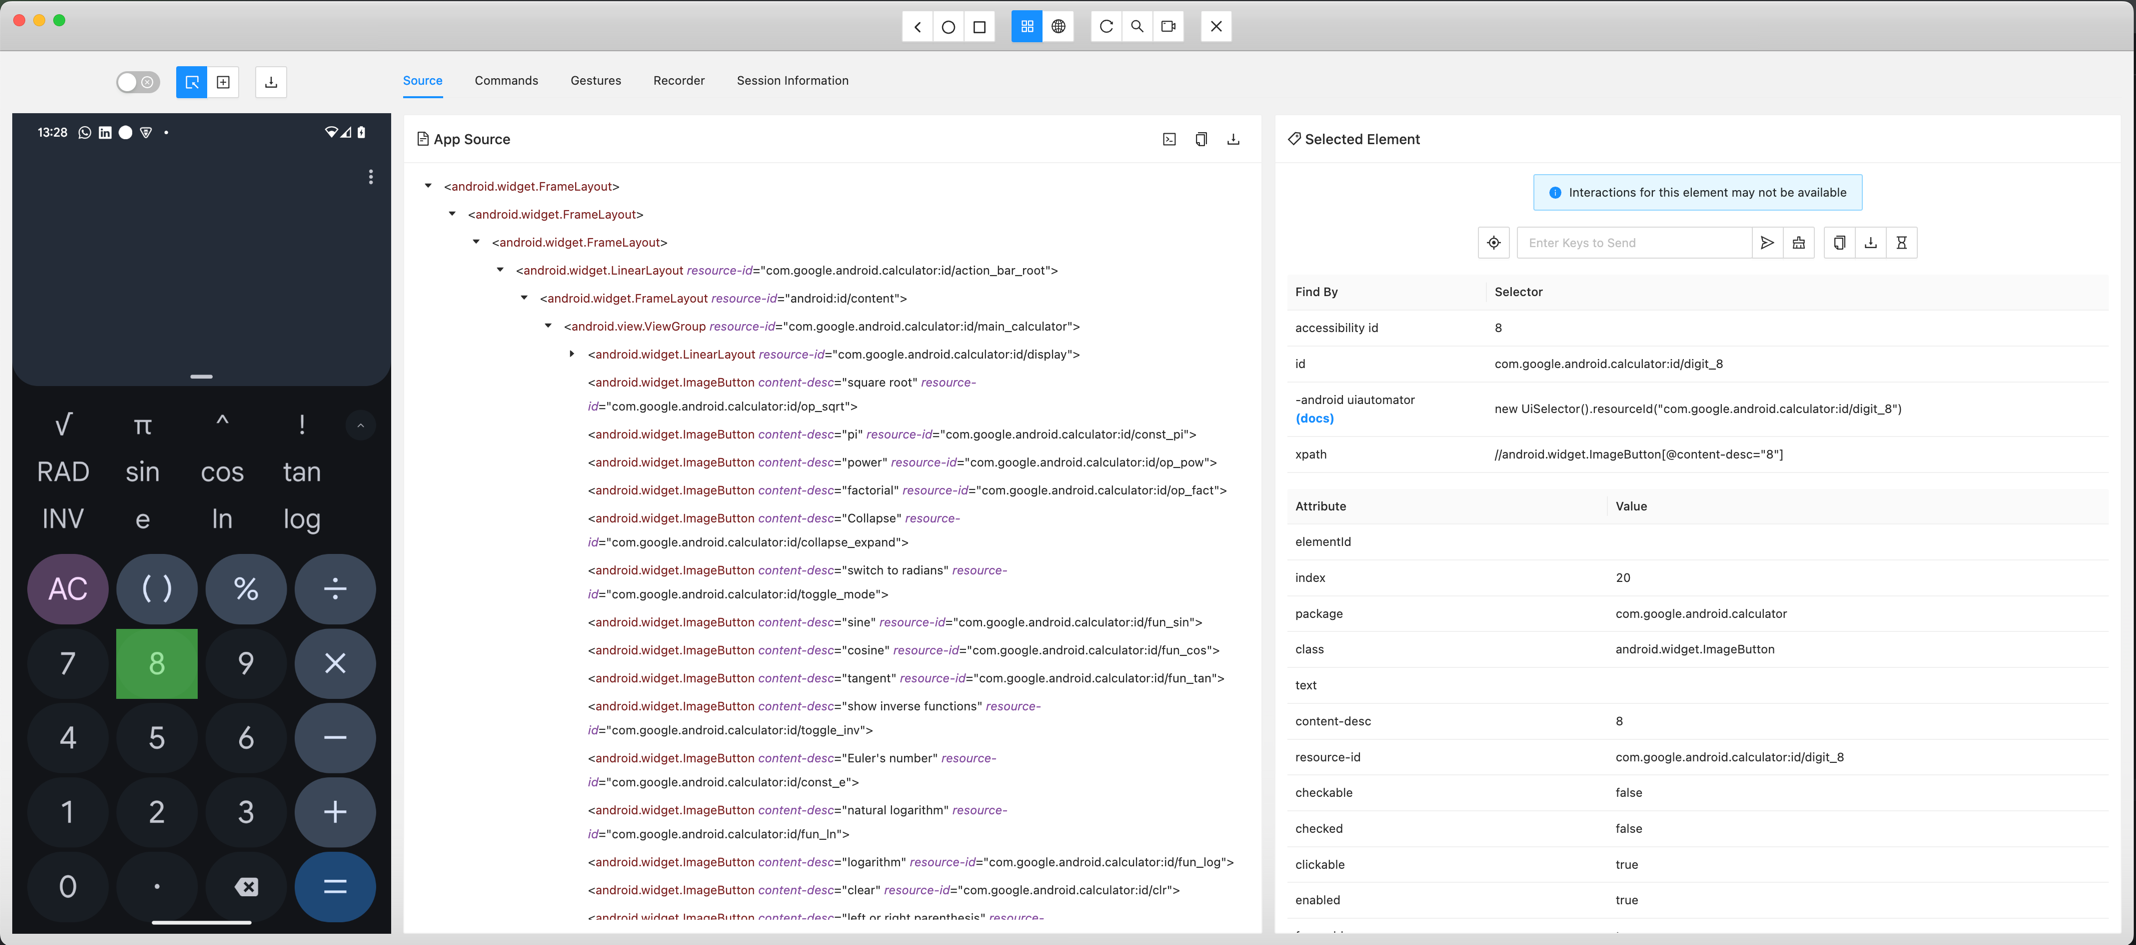 Source Commands Gestures Recorder Session Information
13:28
√ π ^ !
RAD sin cos tan
INV e ln log
AC ( ) % ÷
7 8 9 ×
4 5 6 −
1 2 3 +
0 . =
App Source
<android.widget.FrameLayout>
<android.widget.FrameLayout>
<android.widget.FrameLayout>
<android.widget.LinearLayout resource-id="com.google.android.calculator:id/action_bar_root">
<android.widget.FrameLayout resource-id="android:id/content">
<android.view.ViewGroup resource-id="com.google.android.calculator:id/main_calculator">
<android.widget.LinearLayout resource-id="com.google.android.calculator:id/display">
<android.widget.ImageButton content-desc="square root" resource-
id="com.google.android.calculator:id/op_sqrt">
<android.widget.ImageButton content-desc="pi" resource-id="com.google.android.calculator:id/const_pi">
<android.widget.ImageButton content-desc="power" resource-id="com.google.android.calculator:id/op_pow">
<android.widget.ImageButton content-desc="factorial" resource-id="com.google.android.calculator:id/op_fact">
<android.widget.ImageButton content-desc="Collapse" resource-
id="com.google.android.calculator:id/collapse_expand">
<android.widget.ImageButton content-desc="switch to radians" resource-
id="com.google.android.calculator:id/toggle_mode">
<android.widget.ImageButton content-desc="sine" resource-id="com.google.android.calculator:id/fun_sin">
<android.widget.ImageButton content-desc="cosine" resource-id="com.google.android.calculator:id/fun_cos">
<android.widget.ImageButton content-desc="tangent" resource-id="com.google.android.calculator:id/fun_tan">
<android.widget.ImageButton content-desc="show inverse functions" resource-
id="com.google.android.calculator:id/toggle_inv">
<android.widget.ImageButton content-desc="Euler's number" resource-
id="com.google.android.calculator:id/const_e">
<android.widget.ImageButton content-desc="natural logarithm" resource-
id="com.google.android.calculator:id/fun_ln">
<android.widget.ImageButton content-desc="logarithm" resource-id="com.google.android.calculator:id/fun_log">
<android.widget.ImageButton content-desc="clear" resource-id="com.google.android.calculator:id/clr">
<android.widget.ImageButton content-desc="left or right parenthesis" resource-
Selected Element
Interactions for this element may not be available
Enter Keys to Send
Find By Selector
accessibility id 8
id com.google.android.calculator:id/digit_8
-android uiautomator
(docs) new UiSelector().resourceId("com.google.android.calculator:id/digit_8")
xpath //android.widget.ImageButton[@content-desc="8"]
Attribute Value
elementId
index 20
package com.google.android.calculator
class android.widget.ImageButton
text
content-desc 8
resource-id com.google.android.calculator:id/digit_8
checkable false
checked false
clickable true
enabled true